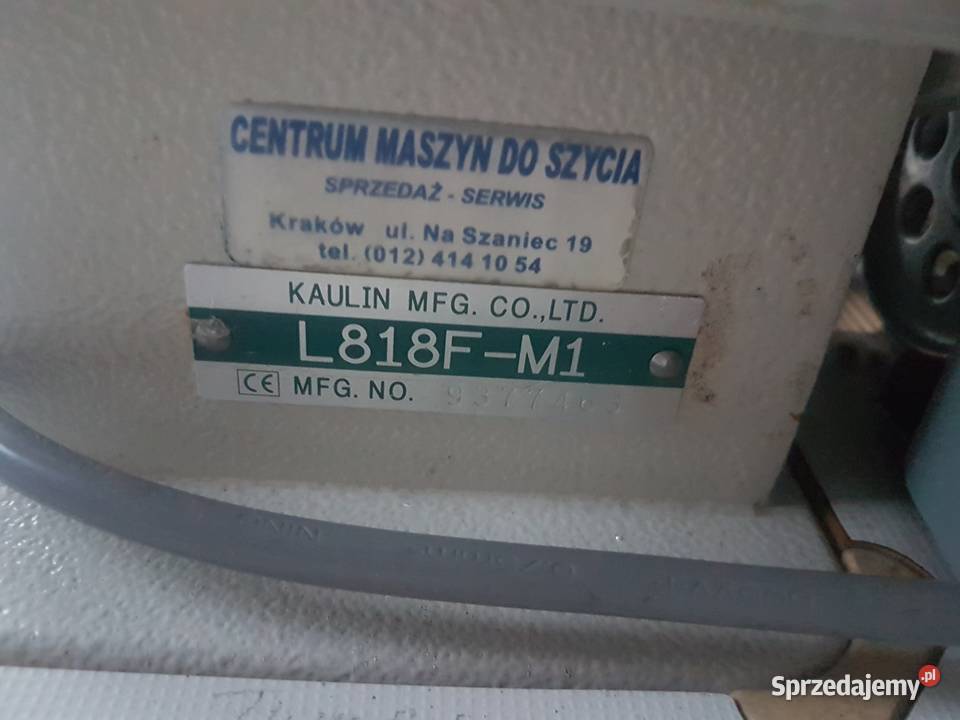 CENTRUM MASZYN DO SZYCIA
SPRZEDAŻ - SERWIS
Kraków ul. Na Szaniec 19
tel. (012) 414 10 54
KAULIN MFG. CO.,LTD.
L818F-M1
CE MFG. NO. 9377463
Sprzedajemy.pl